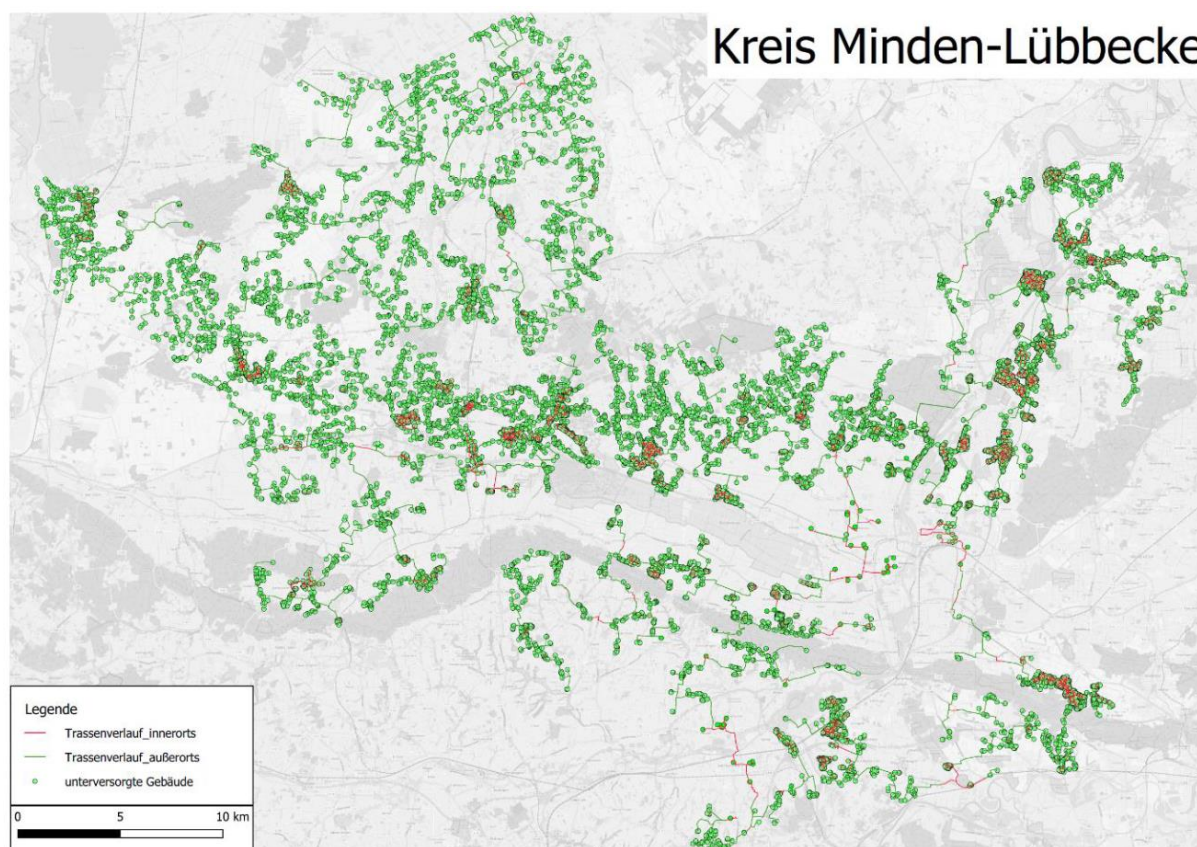 Kreis Minden-Lübbecke
Legende
Trassenverlauf_innerorts
Trassenverlauf_außerorts
unterversorgte Gebäude
0 5 10 km